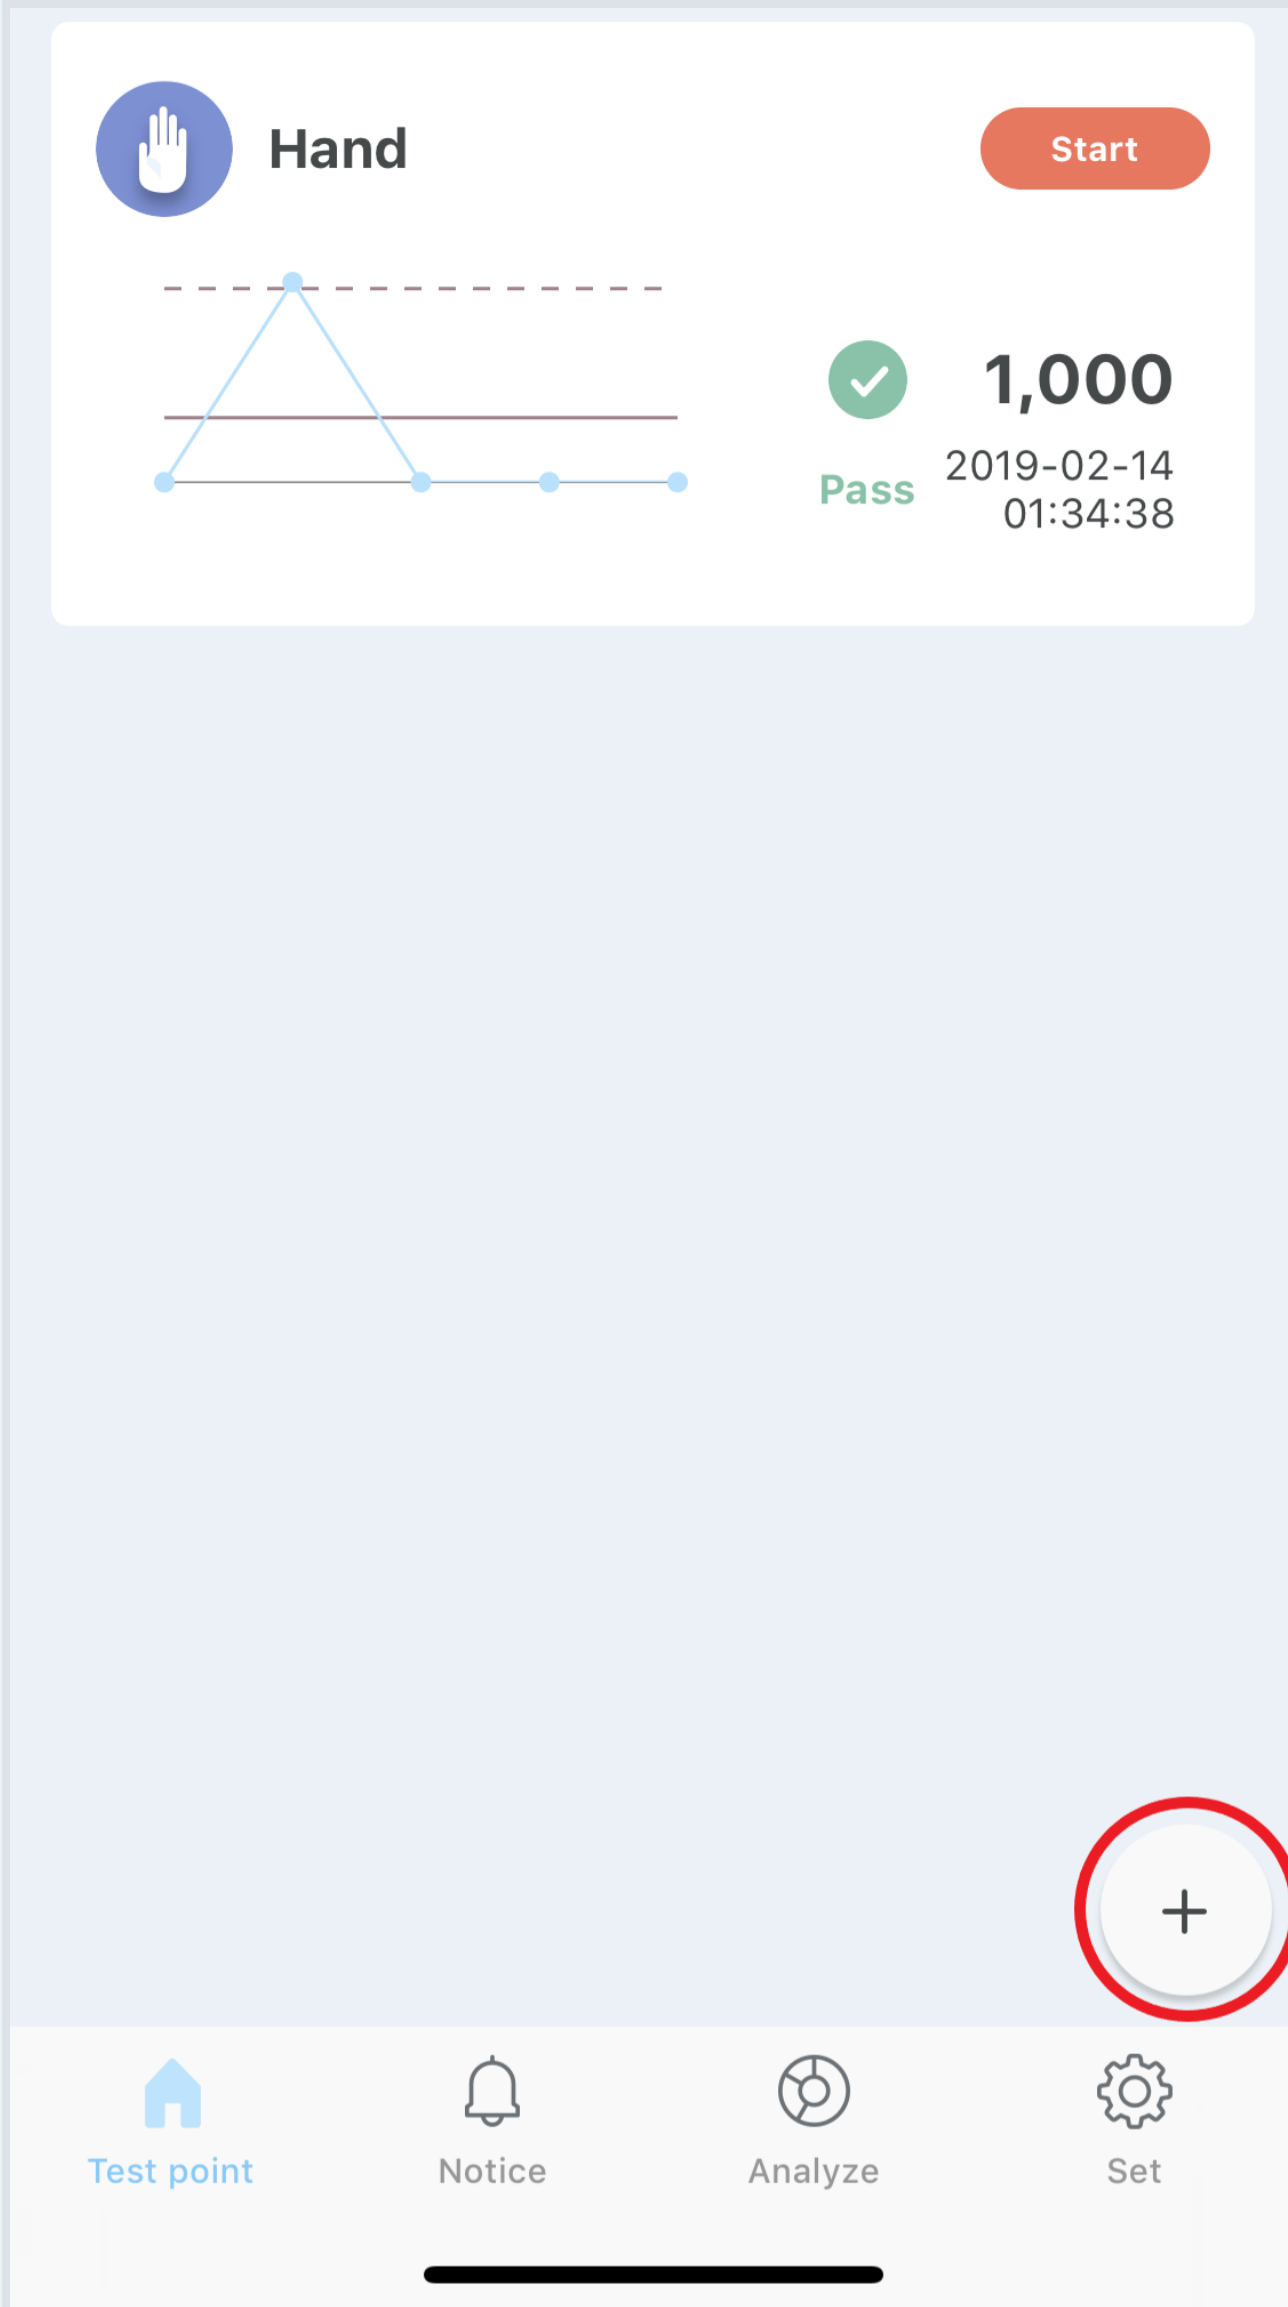 Hand
Start
1,000
2019-02-14
01:34:38
Pass
+
Test point
Notice
Analyze
Set